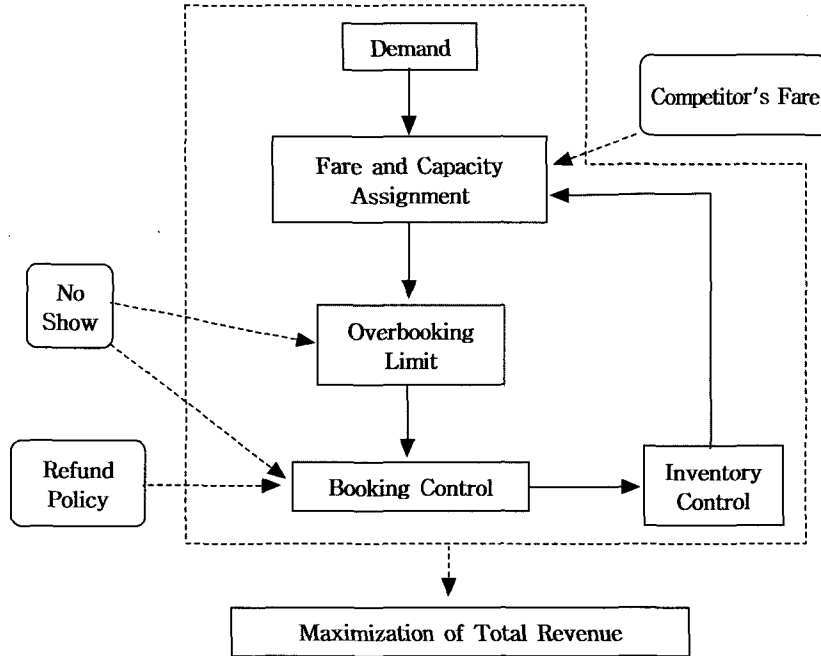 Demand
Competitor's Fare
Fare and Capacity
Assignment
No
Show
Overbooking
Limit
Refund
Policy
Booking Control
Inventory
Control
Maximization of Total Revenue